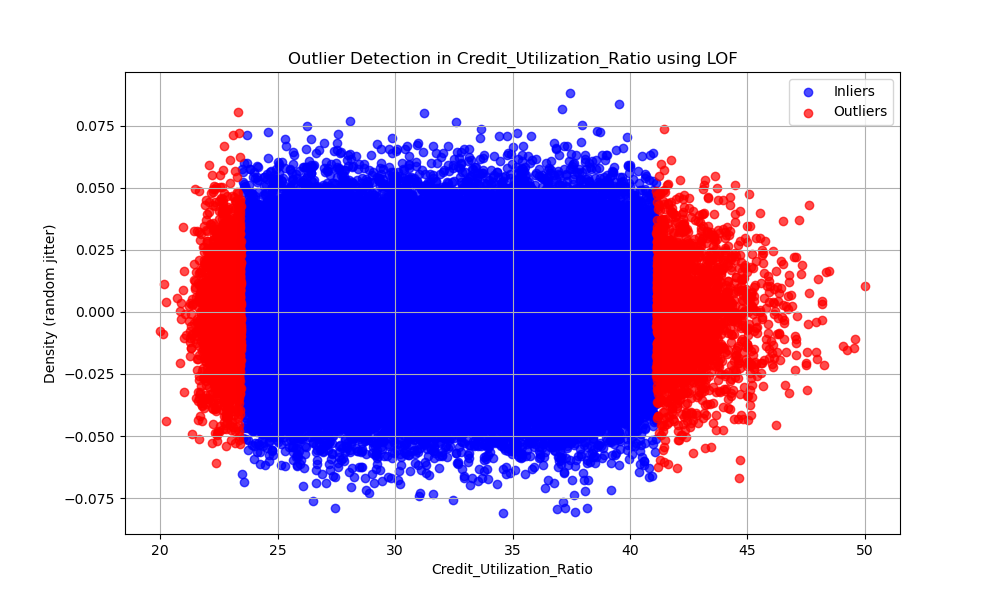 Outlier Detection in Credit_Utilization_Ratio using LOF
Inliers
Outliers
Density (random jitter)
0.075
0.050
0.025
0.000
−0.025
−0.050
−0.075
20 25 30 35 40 45 50
Credit_Utilization_Ratio